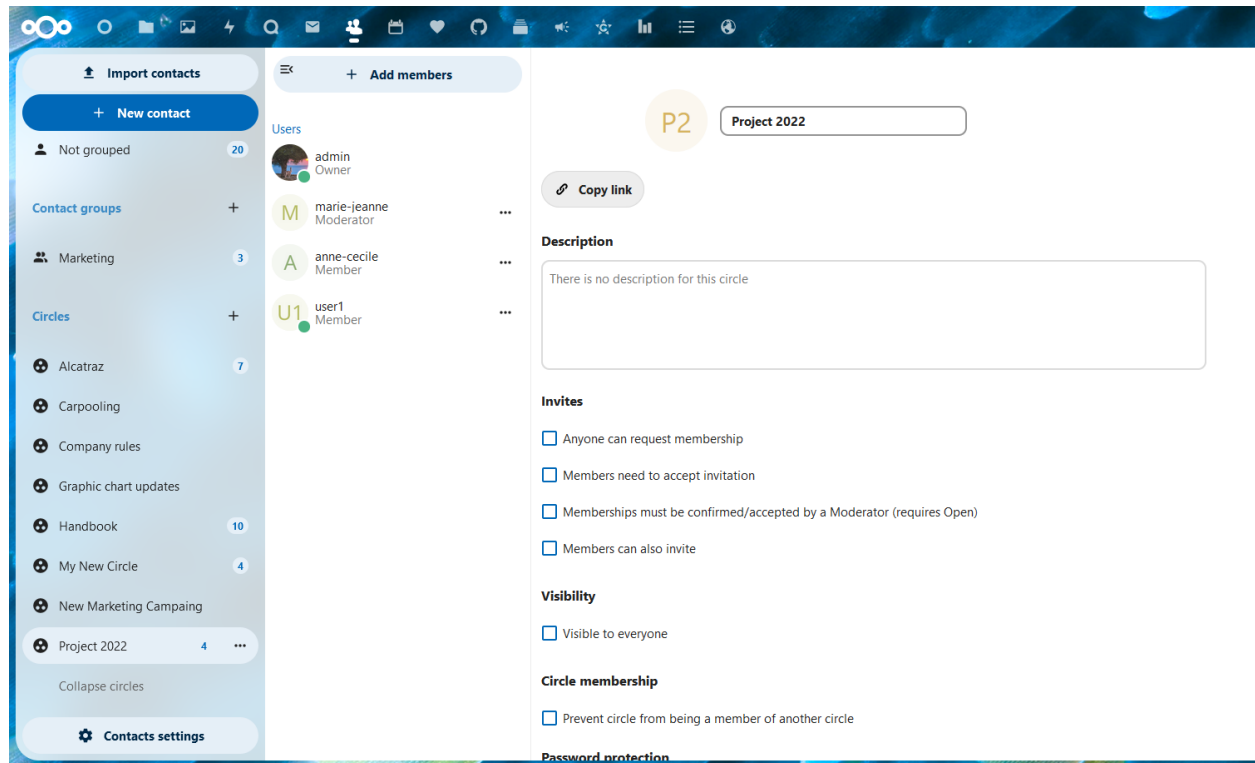 Import contacts
+ New contact
Not grouped 20
Contact groups +
Marketing 3
Circles +
Alcatraz 7
Carpooling
Company rules
Graphic chart updates
Handbook 10
My New Circle 4
New Marketing Campaing
Project 2022 4 •••
Collapse circles
Contacts settings
+ Add members
Users
admin
Owner
M
marie-jeanne •••
Moderator
A
anne-cecile •••
Member
U1
user1 •••
Member
P2
Project 2022
Copy link
Description
There is no description for this circle
Invites
Anyone can request membership
Members need to accept invitation
Memberships must be confirmed/accepted by a Moderator (requires Open)
Members can also invite
Visibility
Visible to everyone
Circle membership
Prevent circle from being a member of another circle
Password protection